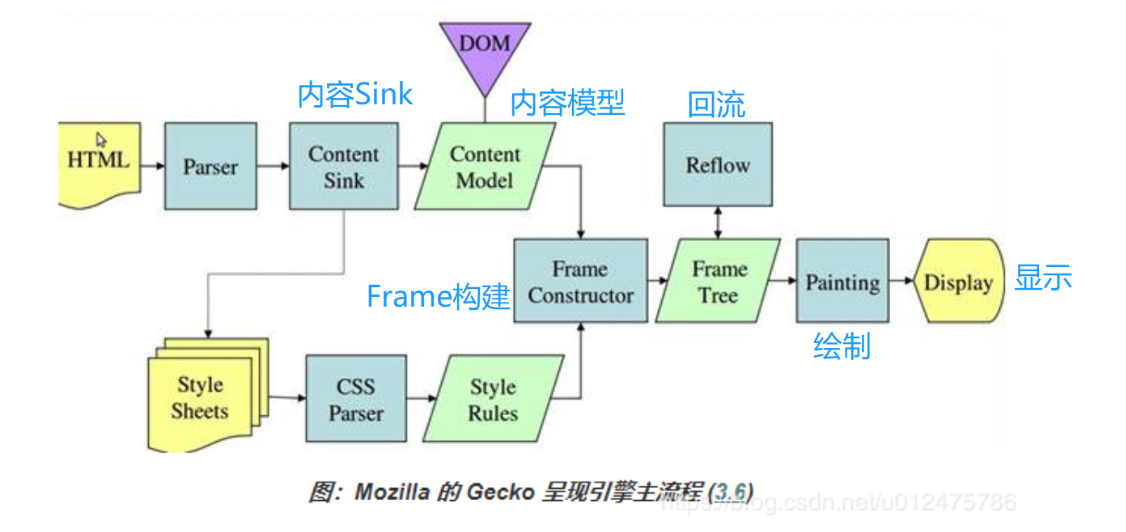 DOM
内容Sink
内容模型
回流
HTML
Parser
Content
Sink
Content
Model
Reflow
Frame构建
Frame
Constructor
Frame
Tree
Painting
Display
显示
绘制
Style
Sheets
CSS
Parser
Style
Rules
图：Mozilla 的 Gecko 呈现引擎主流程 (3.6)
https://blog.csdn.net/u012475786